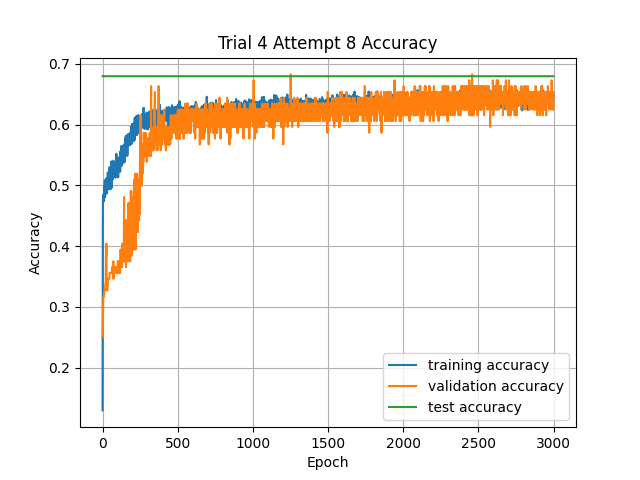 Trial 4 Attempt 8 Accuracy
0.7
0.6
0.5
0.4
0.3
0.2
Accuracy
training accuracy
validation accuracy
test accuracy
0 500 1000 1500 2000 2500 3000
Epoch